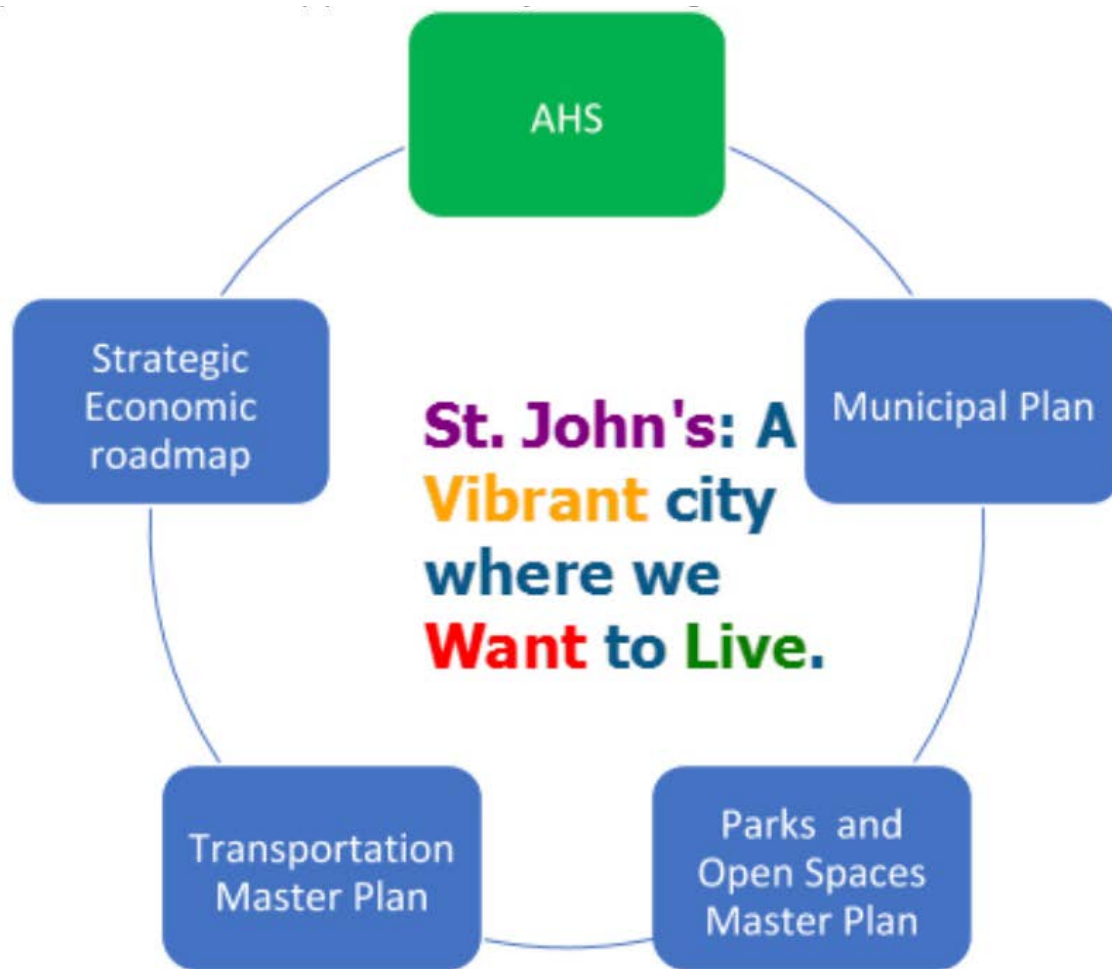 AHS
Strategic
Economic
roadmap
Municipal Plan
St. John's: A
Vibrant city
where we
Want to Live.
Transportation
Master Plan
Parks and
Open Spaces
Master Plan